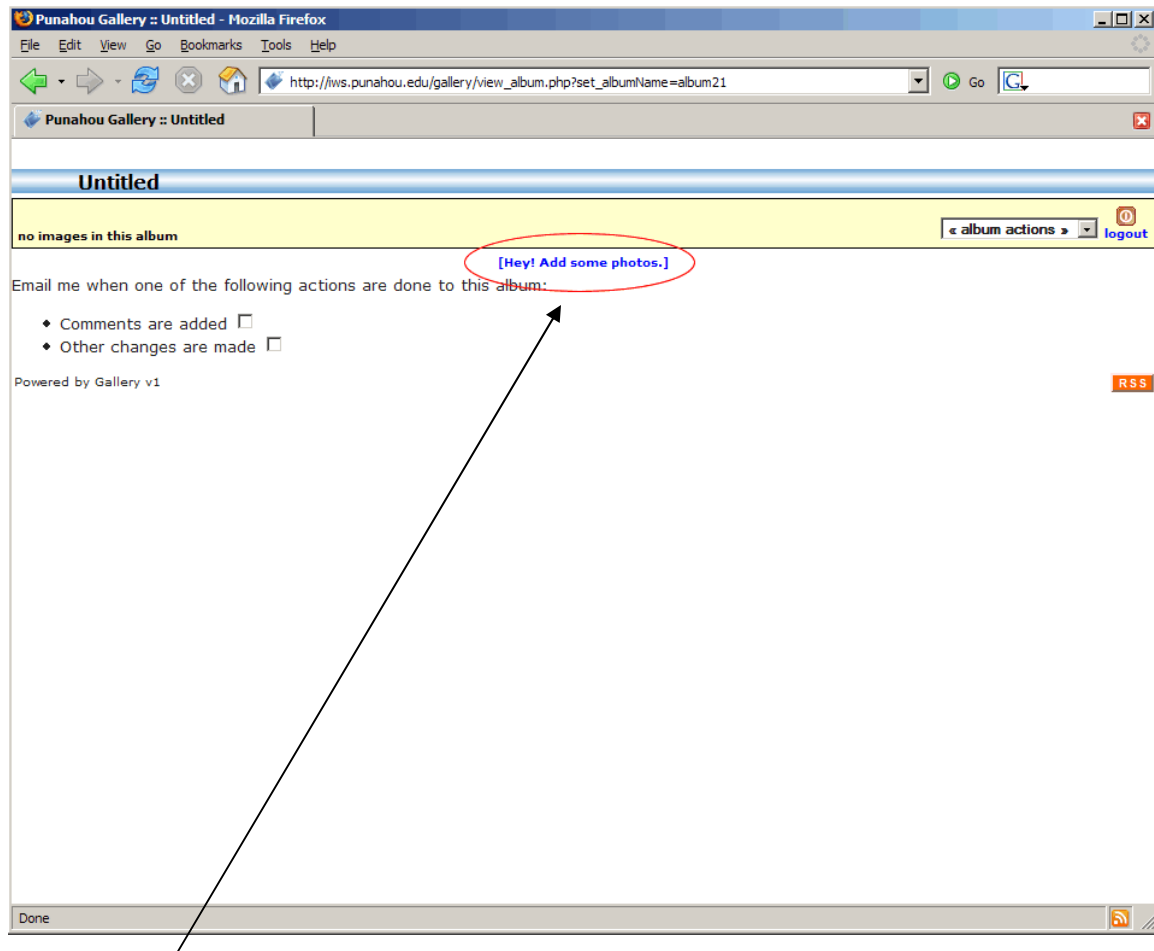 Punahou Gallery :: Untitled - Mozilla Firefox
File Edit View Go Bookmarks Tools Help
http://iws.punahou.edu/gallery/view_album.php?set_albumName=album21 Go G
Punahou Gallery :: Untitled
Untitled
no images in this album « album actions » logout
[Hey! Add some photos.]
Email me when one of the following actions are done to this album:
Comments are added
Other changes are made
Powered by Gallery v1 RSS
Done